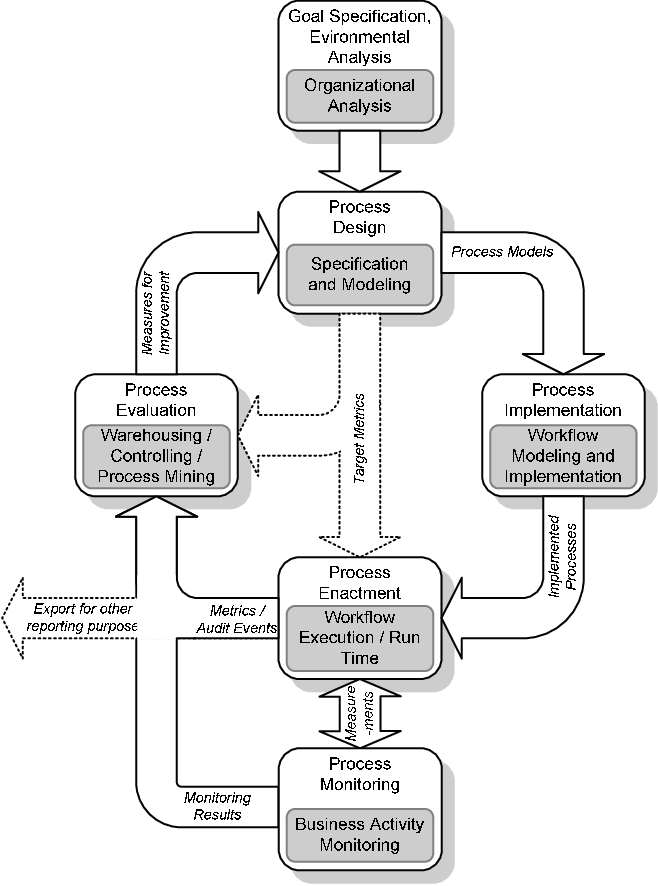 Goal Specification,
Evironmental
Analysis
Organizational
Analysis
Process
Design
Specification
and Modeling
Process Models
Measures for
Improvement
Process
Evaluation
Warehousing /
Controlling /
Process Mining
Target Metrics
Process
Implementation
Workflow
Modeling and
Implementation
Implemented
Processes
Process
Enactment
Workflow
Execution / Run
Time
Export for other
reporting purpose
Metrics /
Audit Events
Measure
-ments
Process
Monitoring
Business Activity
Monitoring
Monitoring
Results